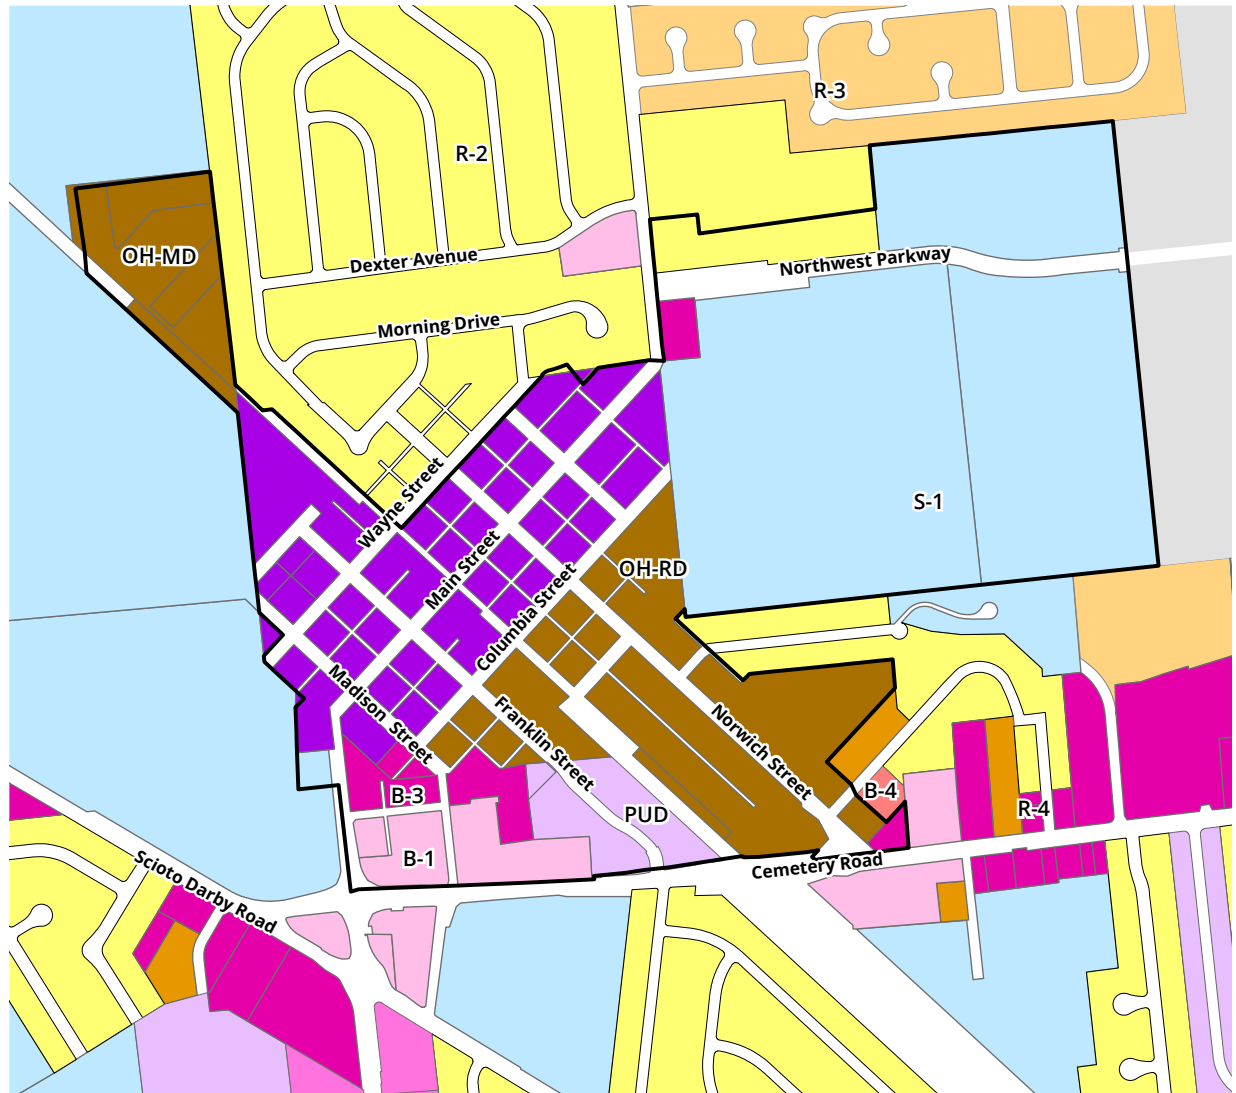 R-3
R-2
OH-MD
Dexter Avenue
Northwest Parkway
Morning Drive
Wayne Street
S-1
Main Street
OH-RD
Columbia Street
Madison Street
Franklin Street
Norwich Street
B-3
B-4
PUD
R-4
B-1
Cemetery Road
Scioto Darby Road